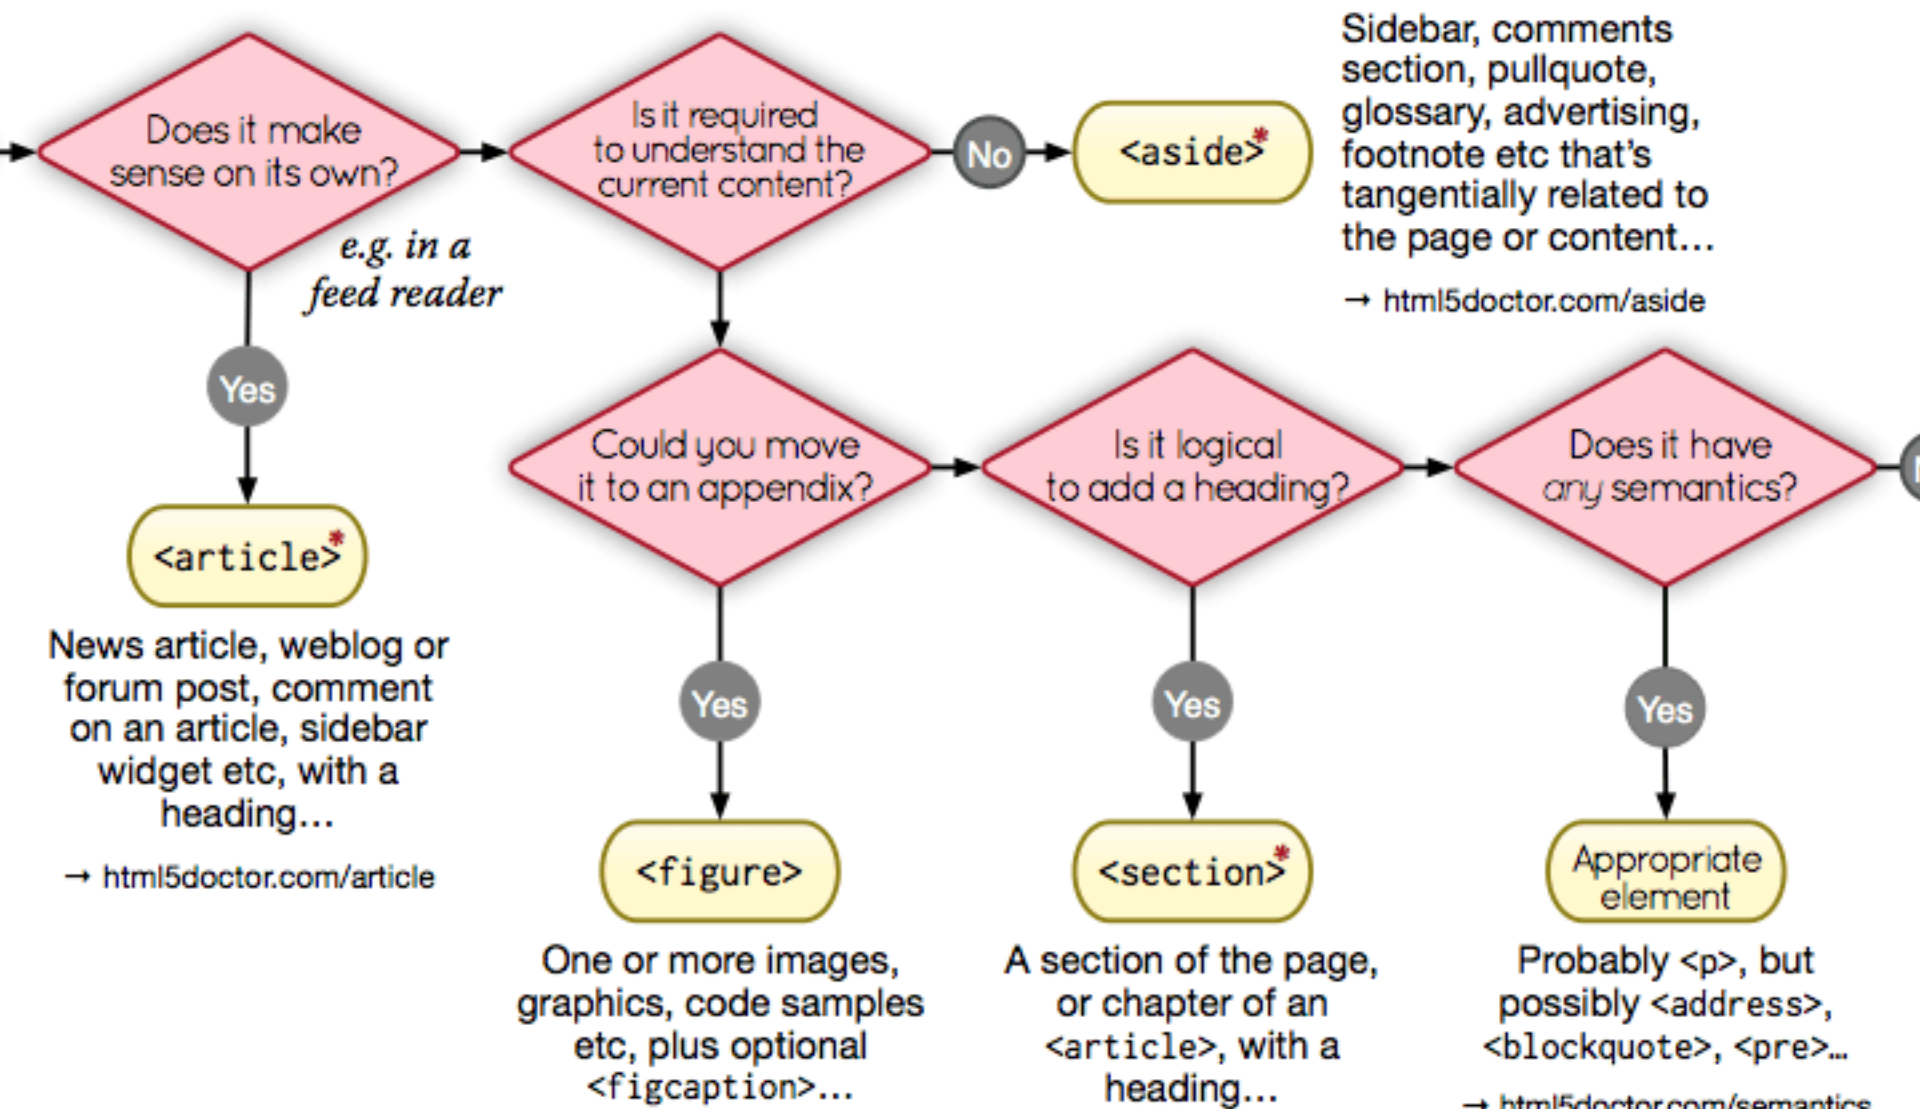 Does it make
sense on its own?
e.g. in a
feed reader
Is it required
to understand the
current content?
No
<aside>*
Sidebar, comments
section, pullquote,
glossary, advertising,
footnote etc that's
tangentially related to
the page or content…
→ html5doctor.com/aside
Yes
<article>*
News article, weblog or
forum post, comment
on an article, sidebar
widget etc, with a
heading…
→ html5doctor.com/article
Could you move
it to an appendix?
Yes
<figure>
One or more images,
graphics, code samples
etc, plus optional
<figcaption>…
Is it logical
to add a heading?
Yes
<section>*
A section of the page,
or chapter of an
<article>, with a
heading…
Does it have
any semantics?
Yes
Appropriate
element
Probably <p>, but
possibly <address>,
<blockquote>, <pre>…
→ html5doctor.com/semantics